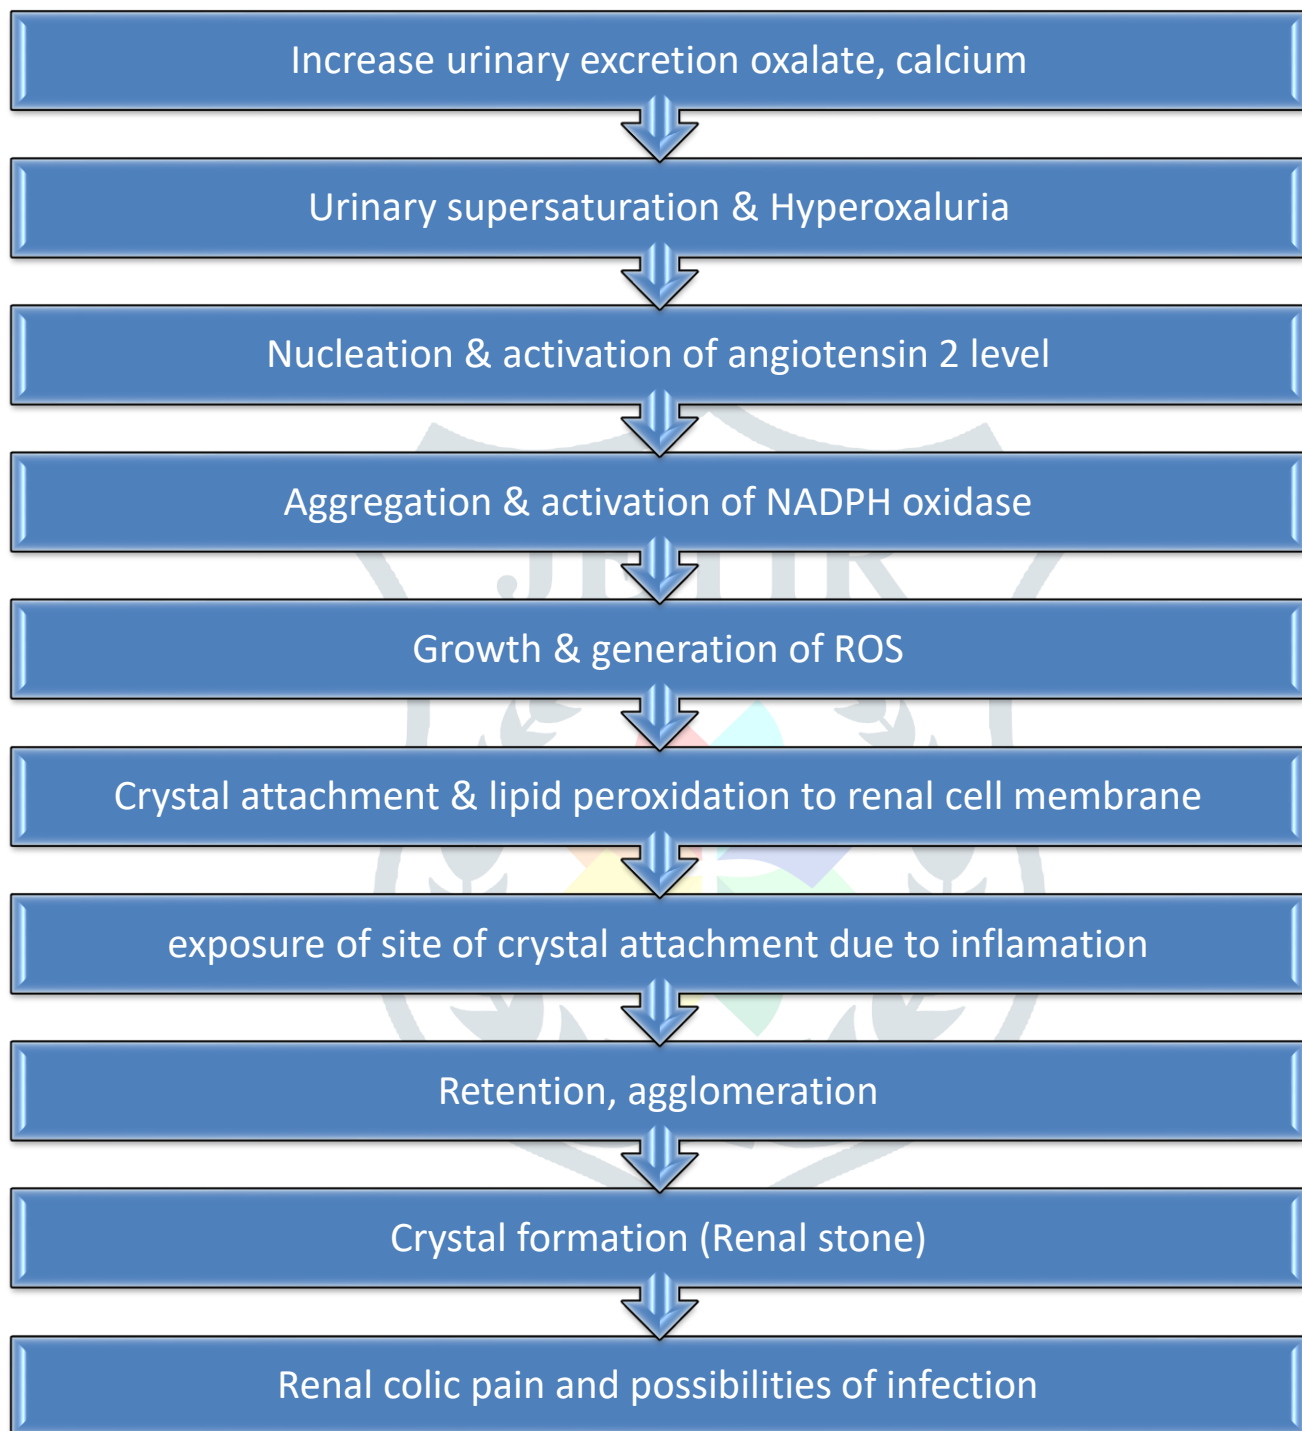 Increase urinary excretion oxalate, calcium
Urinary supersaturation & Hyperoxaluria
Nucleation & activation of angiotensin 2 level
Aggregation & activation of NADPH oxidase
JETIR
Growth & generation of ROS
Crystal attachment & lipid peroxidation to renal cell membrane
exposure of site of crystal attachment due to inflamation
Retention, agglomeration
Crystal formation (Renal stone)
Renal colic pain and possibilities of infection